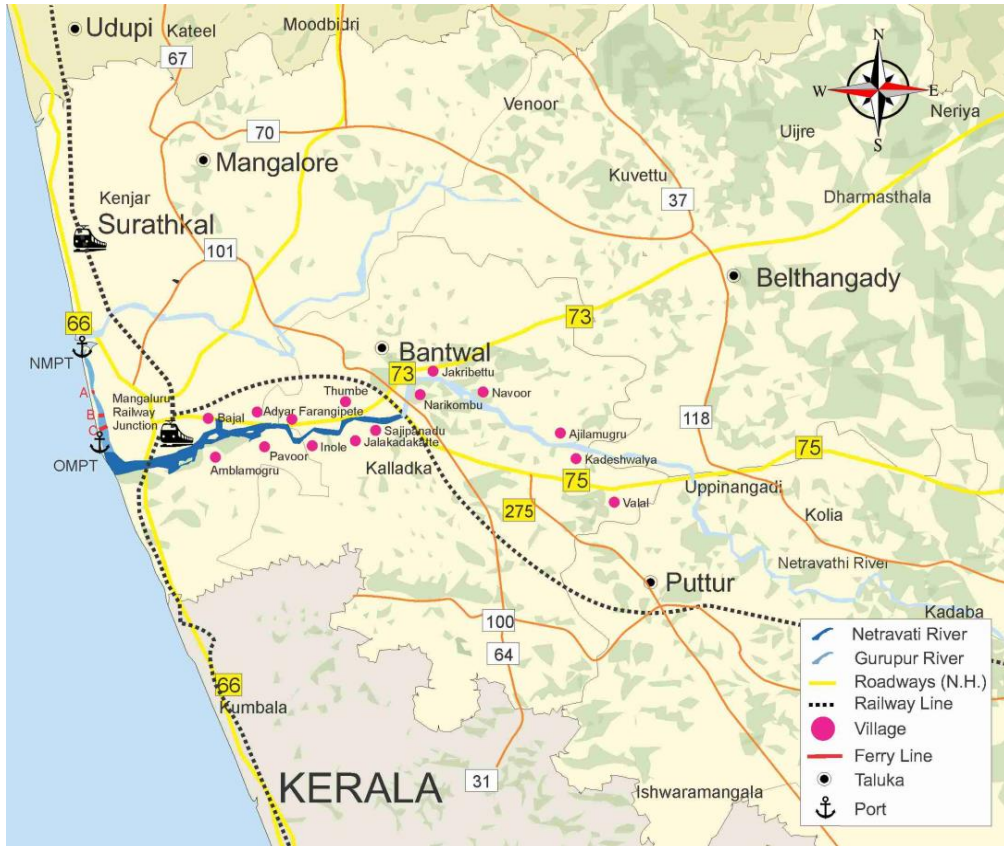 Udupi
Kateel
Moodbidri
67
N
W
E
S
Venoor
Neriya
70
Uijre
Mangalore
Kuvettu
Kenjar
37
Dharmasthala
Surathkal
101
Belthangady
66
73
NMPT
Bantwal
73
Jakribettu
A
Mangaluru
Railway
Junction
Thumbe
Narikombu
Navoor
B
C
Bajal
Adyar
Farangipete
118
OMPT
Sajipanadu
Ajilamugru
Amblamogru
Pavoor
Inole
Jalakadakatte
75
Kalladka
Kadeshwalya
75
Uppinangadi
275
Valal
Kolia
Netravathi River
Puttur
Kadaba
100
64
66
Kumbala
KERALA
31
Ishwaramangala
Netravati River
Gurupur River
Roadways (N.H.)
Railway Line
Village
Ferry Line
Taluka
Port